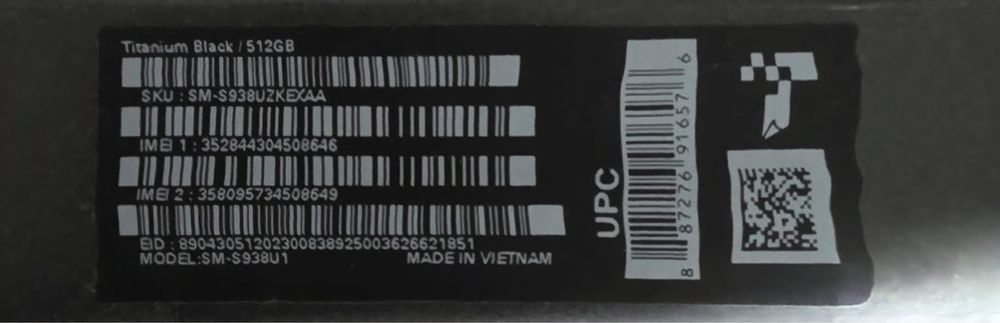 Titanium Black / 512GB
SKU : SM-S938UZKEXAA
IMEI 1 : 352844304508646
IMEI 2 : 358095734508649
EID : 89043051202300838925003626621851
MODEL:SM-S938U1 MADE IN VIETNAM
UPC
8 87276 91657 6